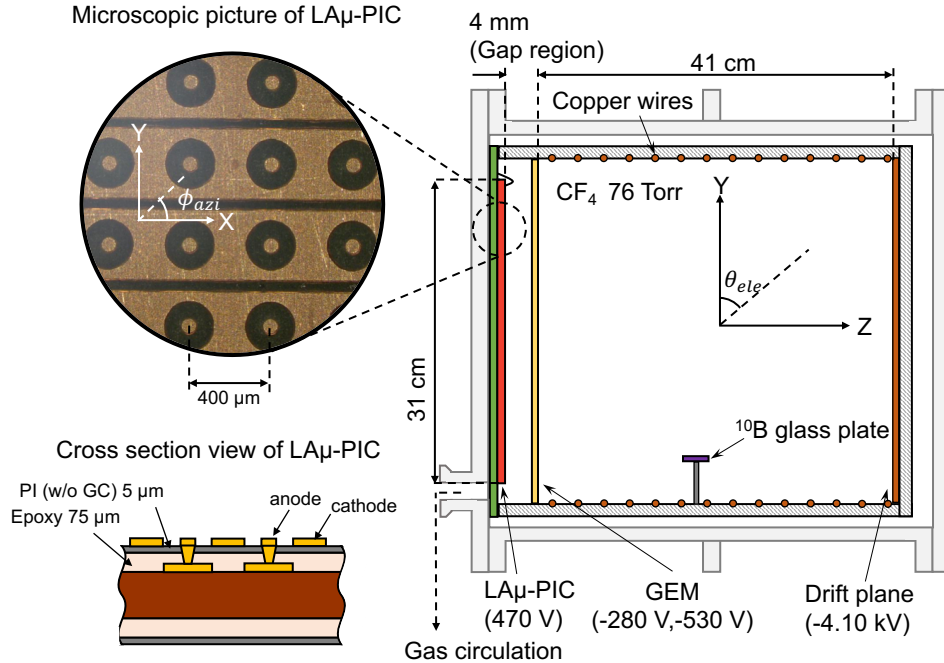 Microscopic picture of LAμ-PIC
4 mm
(Gap region)
41 cm
Copper wires
CF₄ 76 Torr
Y
ϕazi
X
Y
θele
Z
400 μm
31 cm
¹⁰B glass plate
Cross section view of LAμ-PIC
PI (w/o GC) 5 μm
Epoxy 75 μm
anode
cathode
LAμ-PIC
(470 V)
GEM
(-280 V,-530 V)
Drift plane
(-4.10 kV)
Gas circulation